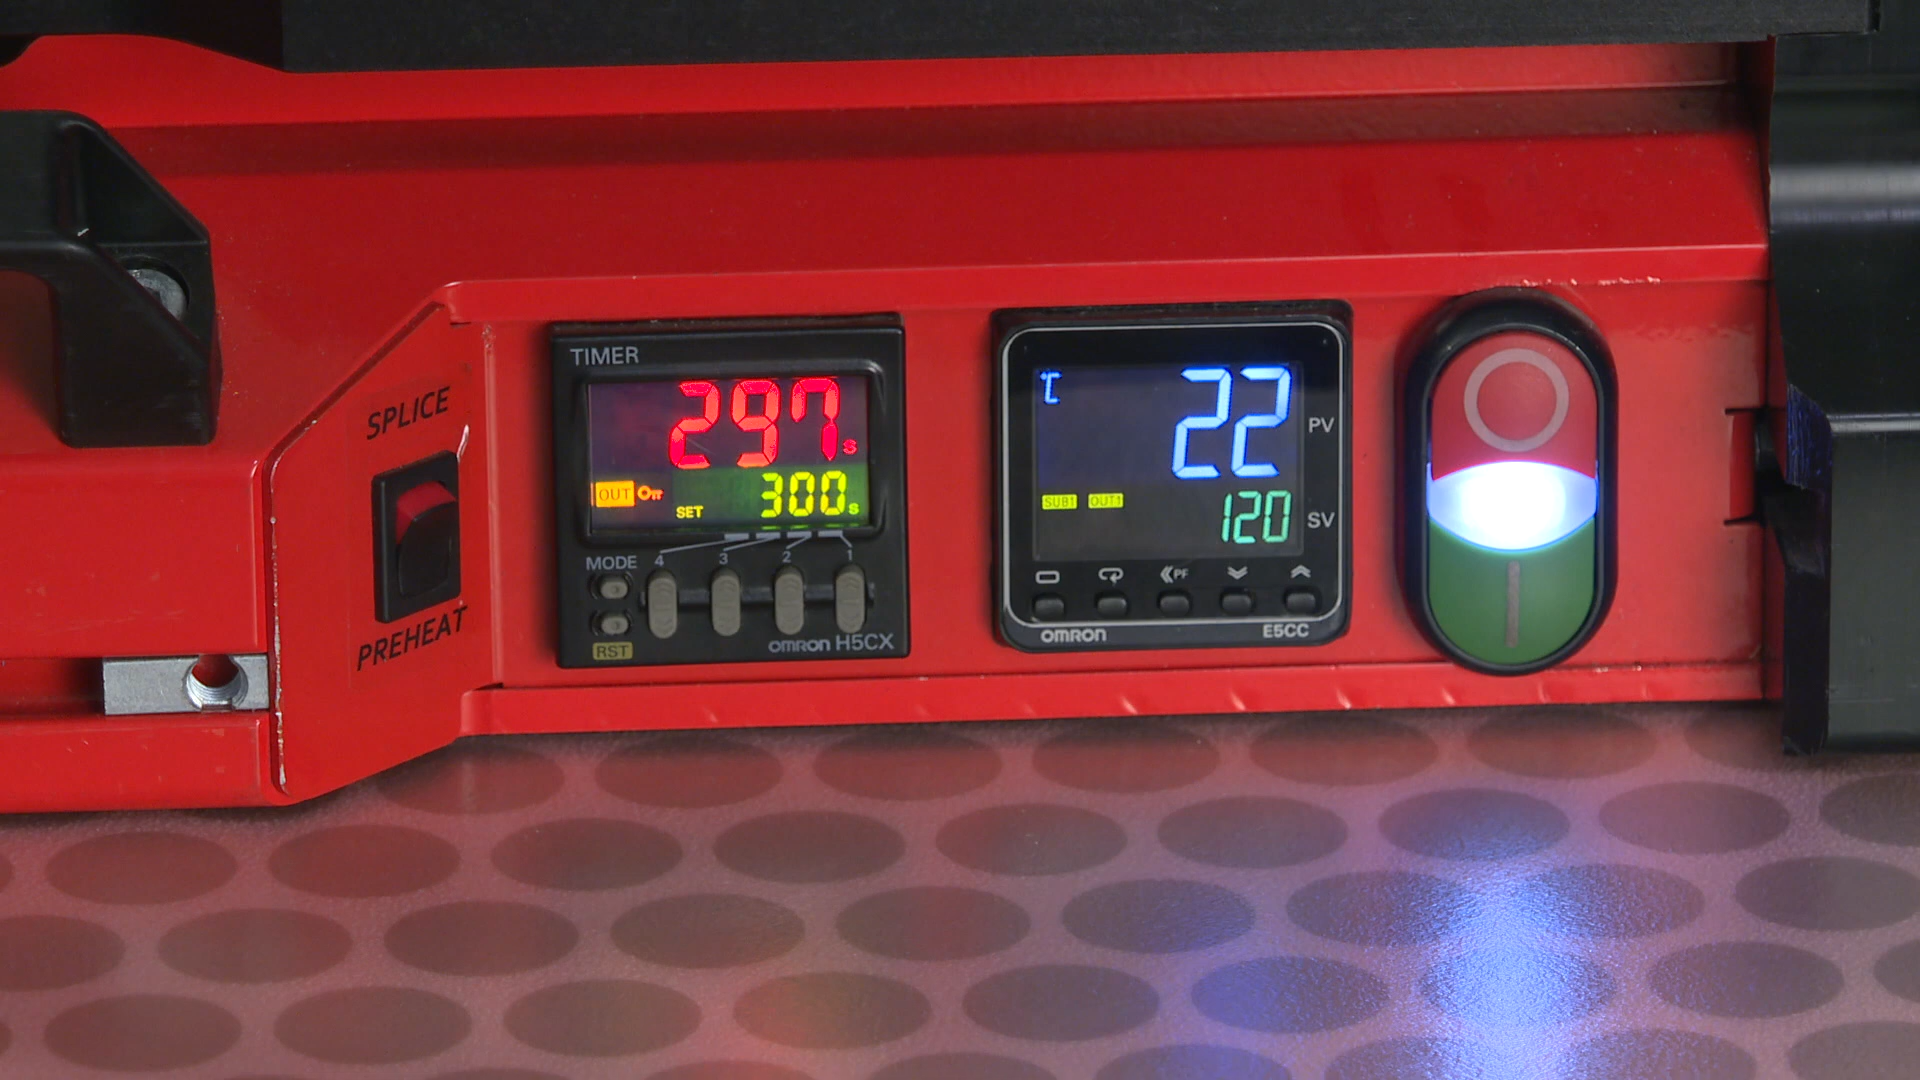 SPLICE
PREHEAT
TIMER
297s
OUT
SET 300s
MODE 4 3 2 1
RST
OMRON H5CX
℃ 22 PV
SUB1 OUT1
120 SV
PF
OMRON E5CC